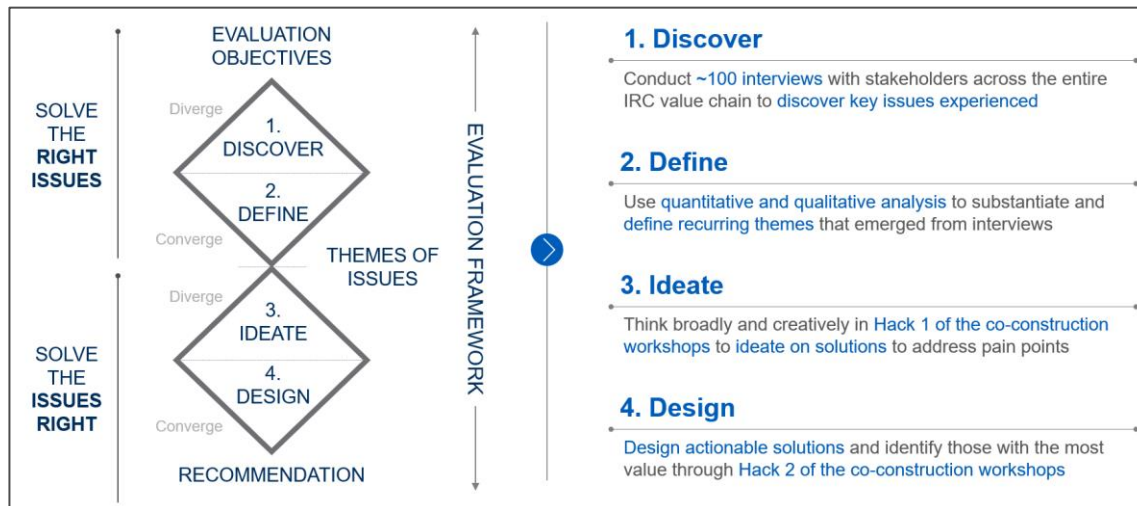 EVALUATION
OBJECTIVES
SOLVE
THE
RIGHT
ISSUES
Diverge
1.
DISCOVER
2.
DEFINE
Converge
THEMES OF
ISSUES
SOLVE
THE
ISSUES
RIGHT
Diverge
3.
IDEATE
4.
DESIGN
Converge
RECOMMENDATION
EVALUATION FRAMEWORK
1. Discover
Conduct ~100 interviews with stakeholders across the entire
IRC value chain to discover key issues experienced
2. Define
Use quantitative and qualitative analysis to substantiate and
define recurring themes that emerged from interviews
3. Ideate
Think broadly and creatively in Hack 1 of the co-construction
workshops to ideate on solutions to address pain points
4. Design
Design actionable solutions and identify those with the most
value through Hack 2 of the co-construction workshops